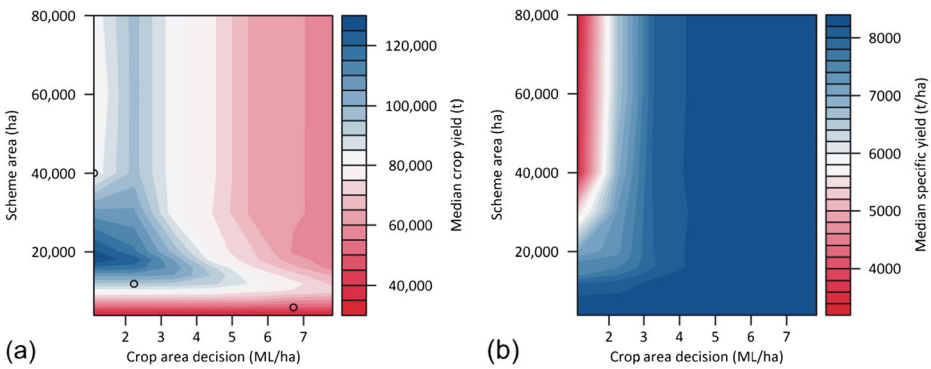 80,000
60,000
40,000
20,000
Scheme area (ha)
2 3 4 5 6 7
Crop area decision (ML/ha)
(a)
120,000
100,000
80,000
60,000
40,000
Median crop yield (t)
80,000
60,000
40,000
20,000
Scheme area (ha)
2 3 4 5 6 7
Crop area decision (ML/ha)
(b)
8000
7000
6000
5000
4000
Median specific yield (t/ha)